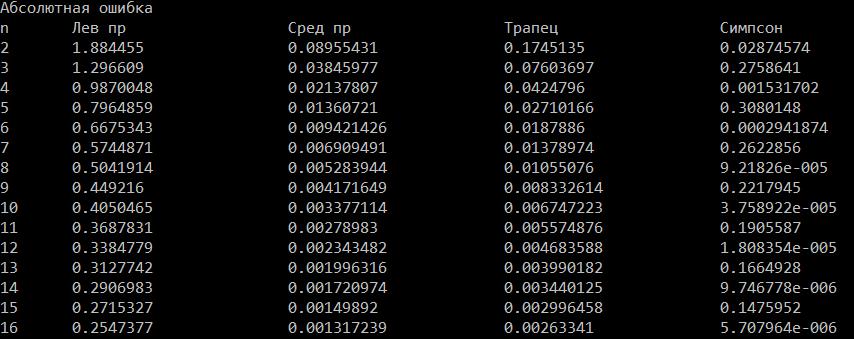 Абсолютная ошибка
n Лев пр Сред пр Трапец Симпсон
2 1.884455 0.08955431 0.1745135 0.02874574
3 1.296609 0.03845977 0.07603697 0.2758641
4 0.9870048 0.02137807 0.0424796 0.001531702
5 0.7964859 0.01360721 0.02710166 0.3080148
6 0.6675343 0.009421426 0.0187886 0.0002941874
7 0.5744871 0.006909491 0.01378974 0.2622856
8 0.5041914 0.005283944 0.01055076 9.21826e-005
9 0.449216 0.004171649 0.008332614 0.2217945
10 0.4050465 0.003377114 0.006747223 3.758922e-005
11 0.3687831 0.00278983 0.005574876 0.1905587
12 0.3384779 0.002343482 0.004683588 1.808354e-005
13 0.3127742 0.001996316 0.003990182 0.1664928
14 0.2906983 0.001720974 0.003440125 9.746778e-006
15 0.2715327 0.00149892 0.002996458 0.1475952
16 0.2547377 0.001317239 0.00263341 5.707964e-006